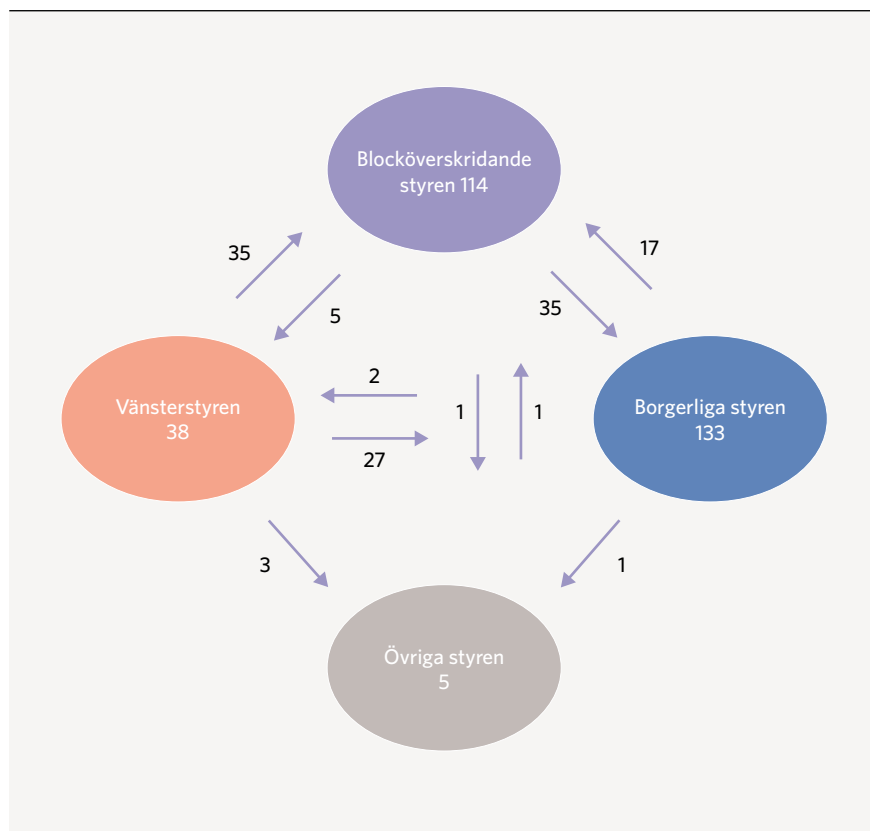 Blocköverskridande
styren 114
35
17
5
35
2
1
1
27
Vänsterstyren
38
Borgerliga styren
133
3
1
Övriga styren
5